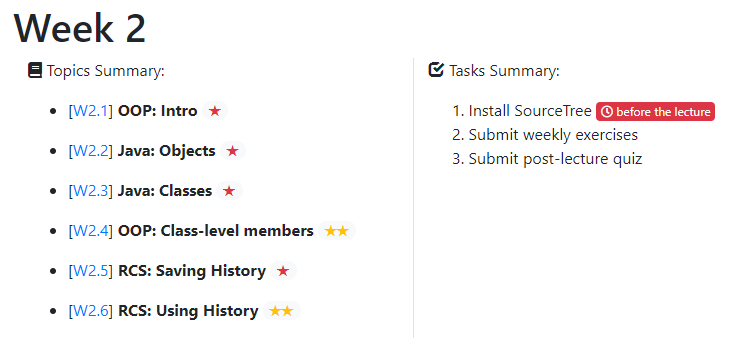 Week 2
Topics Summary:
[W2.1] OOP: Intro ★
[W2.2] Java: Objects ★
[W2.3] Java: Classes ★
[W2.4] OOP: Class-level members ★★
[W2.5] RCS: Saving History ★
[W2.6] RCS: Using History ★★
Tasks Summary:
1. Install SourceTree before the lecture
2. Submit weekly exercises
3. Submit post-lecture quiz